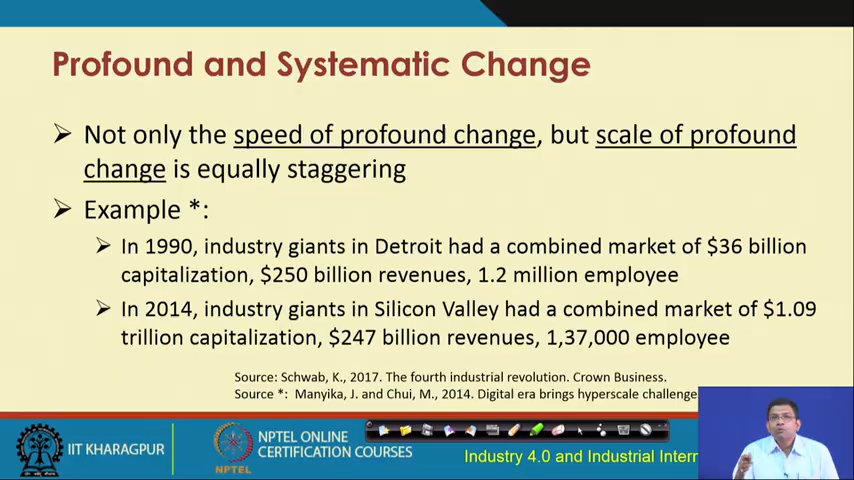 Profound and Systematic Change
➢ Not only the speed of profound change, but scale of profound
change is equally staggering
➢ Example *:
➢ In 1990, industry giants in Detroit had a combined market of $36 billion
capitalization, $250 billion revenues, 1.2 million employee
➢ In 2014, industry giants in Silicon Valley had a combined market of $1.09
trillion capitalization, $247 billion revenues, 1,37,000 employee
Source: Schwab, K., 2017. The fourth industrial revolution. Crown Business.
Source *: Manyika, J. and Chui, M., 2014. Digital era brings hyperscale challenge
IIT KHARAGPUR
NPTEL
NPTEL ONLINE
CERTIFICATION COURSES
Industry 4.0 and Industrial Intern